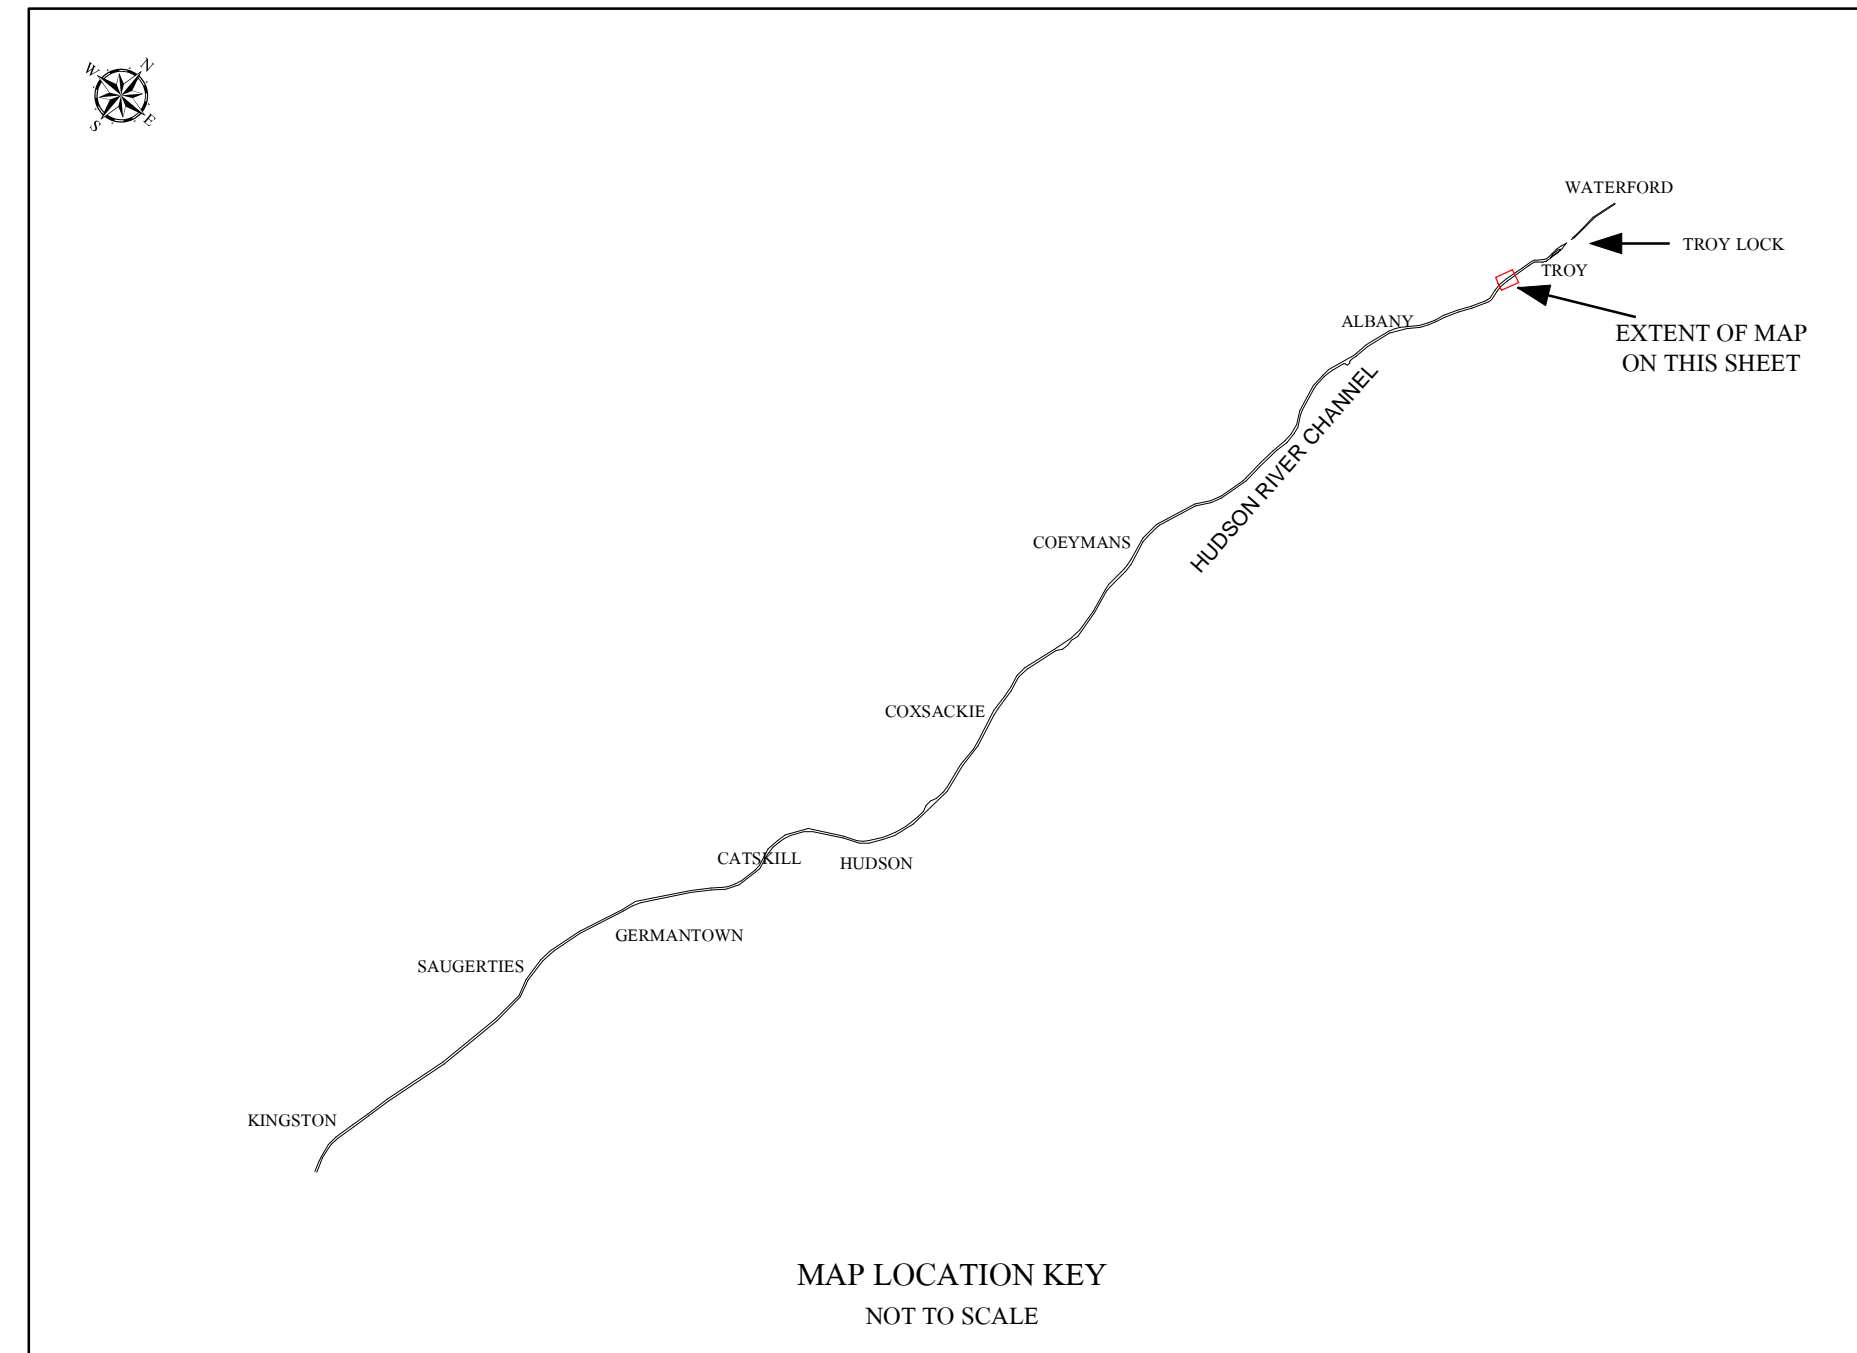 W N
S E
WATERFORD
TROY LOCK
TROY
ALBANY
EXTENT OF MAP
ON THIS SHEET
HUDSON RIVER CHANNEL
COEYMANS
COXSACKIE
CATSKILL
HUDSON
GERMANTOWN
SAUGERTIES
KINGSTON
MAP LOCATION KEY
NOT TO SCALE